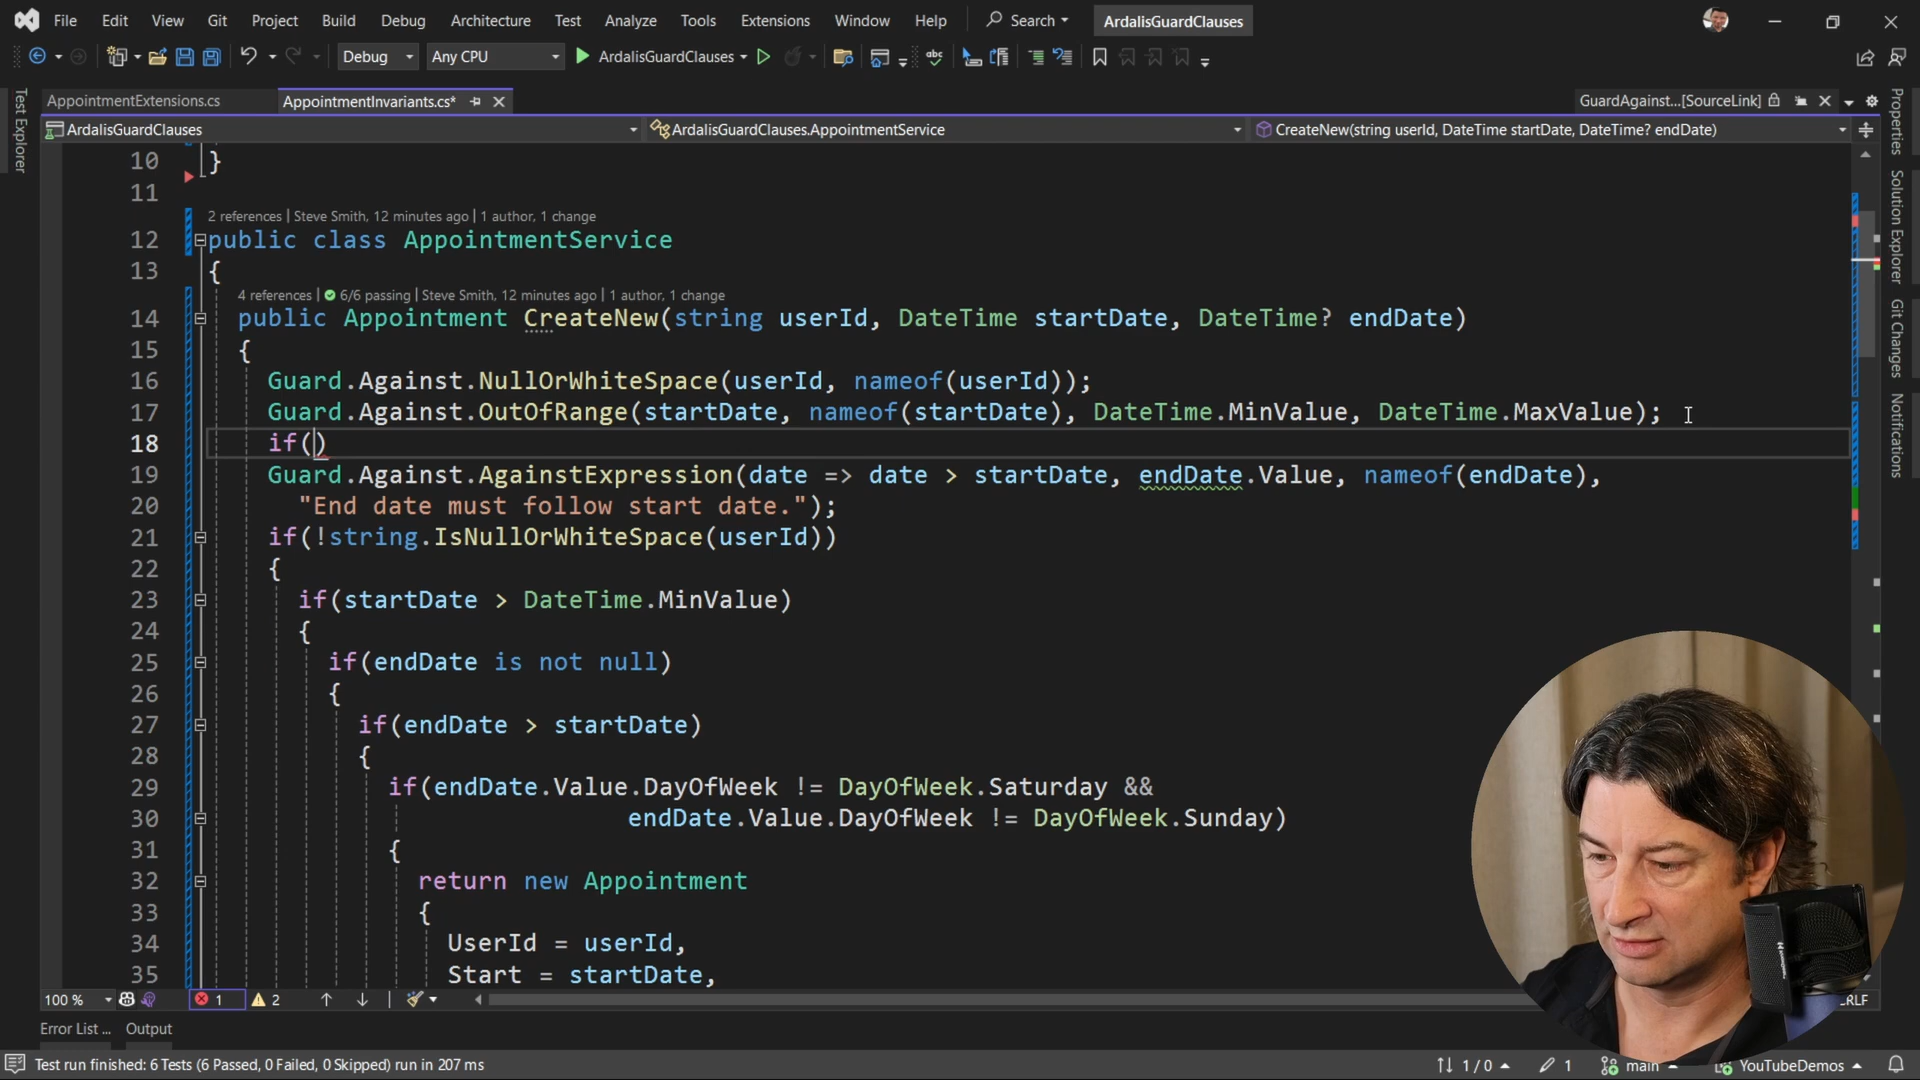 File Edit View Git Project Build Debug Architecture Test Analyze Tools Extensions Window Help Search ArdalisGuardClauses
Debug Any CPU ArdalisGuardClauses
Test Explorer
AppointmentExtensions.cs AppointmentInvariants.cs* GuardAgainst...[SourceLink]
ArdalisGuardClauses ArdalisGuardClauses.AppointmentService CreateNew(string userId, DateTime startDate, DateTime? endDate)
10 }
11
2 references | Steve Smith, 12 minutes ago | 1 author, 1 change
12 public class AppointmentService
13 {
4 references | 6/6 passing | Steve Smith, 12 minutes ago | 1 author, 1 change
14 public Appointment CreateNew(string userId, DateTime startDate, DateTime? endDate)
15 {
16 Guard.Against.NullOrWhiteSpace(userId, nameof(userId));
17 Guard.Against.OutOfRange(startDate, nameof(startDate), DateTime.MinValue, DateTime.MaxValue);
18 if()
19 Guard.Against.AgainstExpression(date => date > startDate, endDate.Value, nameof(endDate),
20 "End date must follow start date.");
21 if(!string.IsNullOrWhiteSpace(userId))
22 {
23 if(startDate > DateTime.MinValue)
24 {
25 if(endDate is not null)
26 {
27 if(endDate > startDate)
28 {
29 if(endDate.Value.DayOfWeek != DayOfWeek.Saturday &&
30 endDate.Value.DayOfWeek != DayOfWeek.Sunday)
31 {
32 return new Appointment
33 {
34 UserId = userId,
35 Start = startDate,
Properties
Solution Explorer
Git Changes
Notifications
100 % 1 2
Error List ... Output
Test run finished: 6 Tests (6 Passed, 0 Failed, 0 Skipped) run in 207 ms 1 / 0 1 main YouTubeDemos